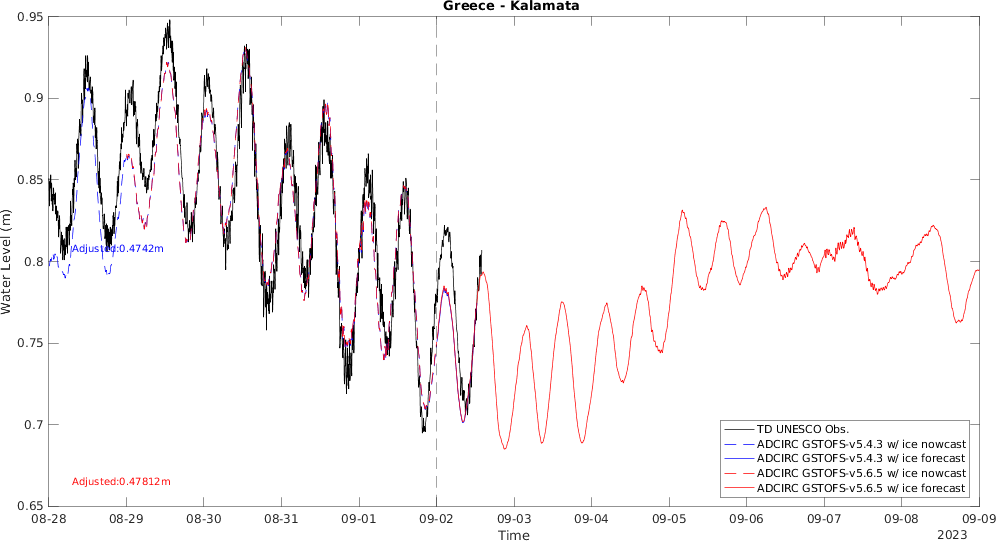 Greece - Kalamata
0.95
0.9
0.85
0.8
0.75
0.7
0.65
Water Level (m)
Adjusted:0.4742m
Adjusted:0.47812m
TD UNESCO Obs.
ADCIRC GSTOFS-v5.4.3 w/ ice nowcast
ADCIRC GSTOFS-v5.4.3 w/ ice forecast
ADCIRC GSTOFS-v5.6.5 w/ ice nowcast
ADCIRC GSTOFS-v5.6.5 w/ ice forecast
08-28 08-29 08-30 08-31 09-01 09-02 09-03 09-04 09-05 09-06 09-07 09-08 09-09
Time
2023